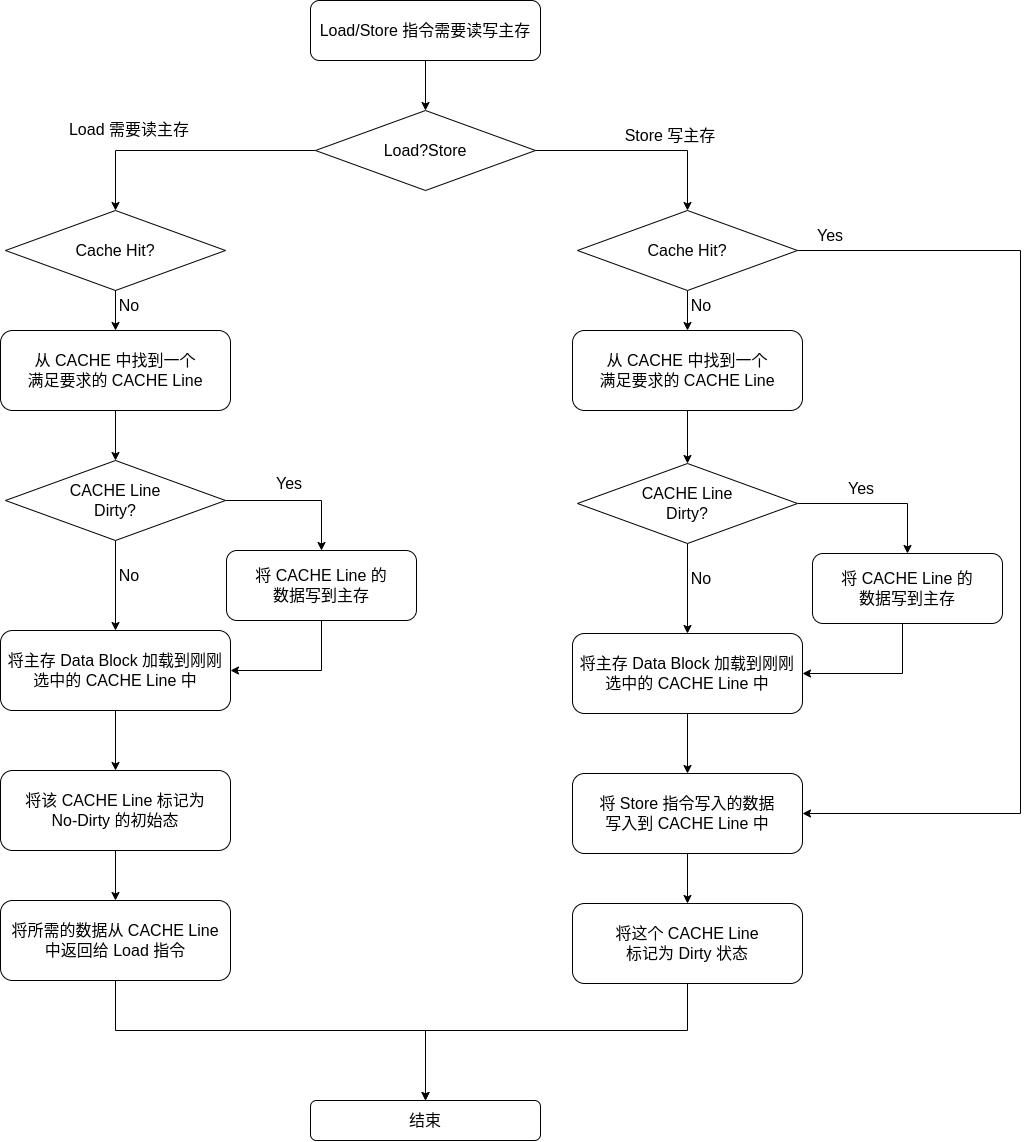 Load/Store 指令需要读写主存
Load 需要读主存
Load?Store
Store 写主存
Cache Hit?
No
从 CACHE 中找到一个
满足要求的 CACHE Line
CACHE Line
Dirty?
Yes
将 CACHE Line 的
数据写到主存
No
将主存 Data Block 加载到刚刚
选中的 CACHE Line 中
将该 CACHE Line 标记为
No-Dirty 的初始态
将所需的数据从 CACHE Line
中返回给 Load 指令
Cache Hit?
Yes
No
从 CACHE 中找到一个
满足要求的 CACHE Line
CACHE Line
Dirty?
Yes
将 CACHE Line 的
数据写到主存
No
将主存 Data Block 加载到刚刚
选中的 CACHE Line 中
将 Store 指令写入的数据
写入到 CACHE Line 中
将这个 CACHE Line
标记为 Dirty 状态
结束